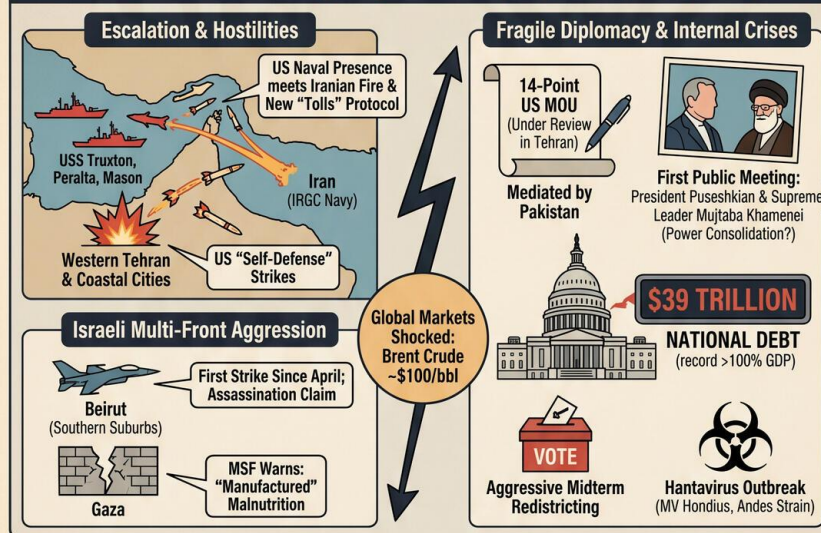 Escalation & Hostilities
US Naval Presence
meets Iranian Fire &
New "Tolls" Protocol
USS Truxton,
Peralta, Mason
Iran
(IRGC Navy)
Western Tehran
& Coastal Cities
US "Self-Defense"
Strikes
Israeli Multi-Front Aggression
First Strike Since April;
Assassination Claim
Beirut
(Southern Suburbs)
MSF Warns:
"Manufactured"
Malnutrition
Gaza
Global Markets
Shocked:
Brent Crude
~$100/bbl
Fragile Diplomacy & Internal Crises
14-Point
US MOU
(Under Review
in Tehran)
Mediated by
Pakistan
First Public Meeting:
President Puseshkian & Supreme
Leader Mujtaba Khamenei
(Power Consolidation?)
$39 TRILLION
NATIONAL DEBT
(record >100% GDP)
VOTE
Aggressive Midterm
Redistricting
Hantavirus Outbreak
(MV Hondius, Andes Strain)